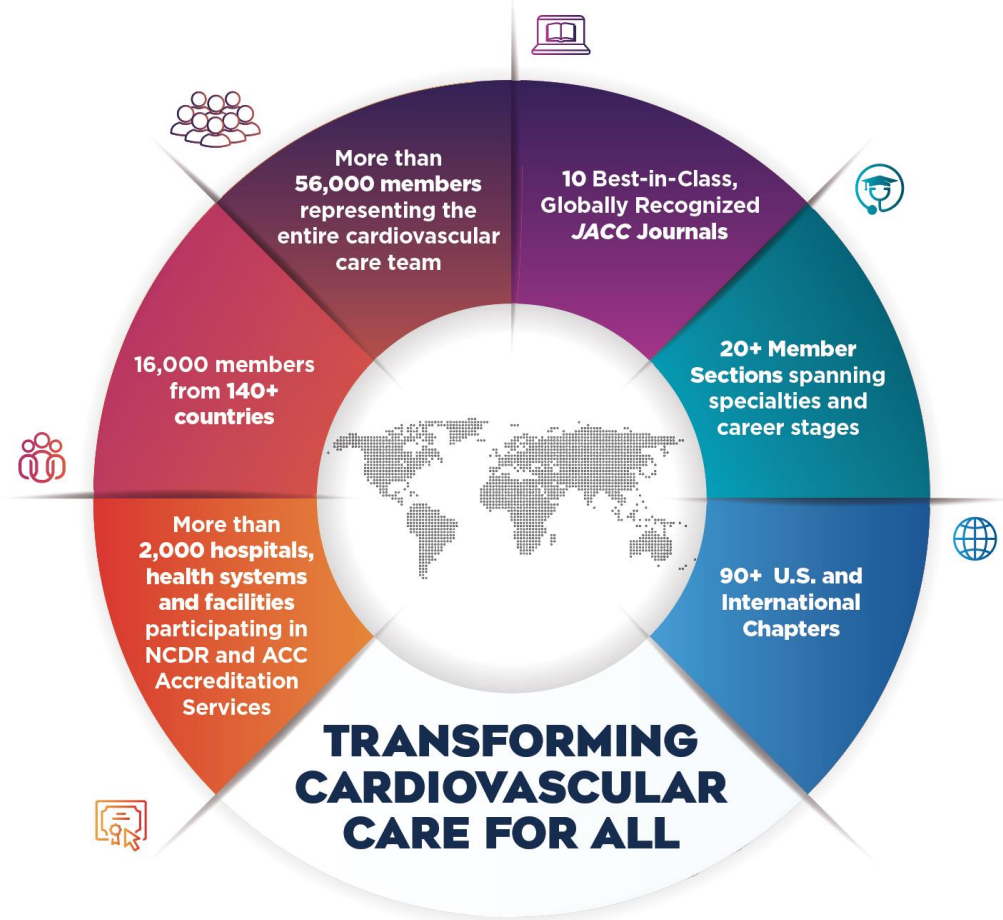 More than
56,000 members
representing the
entire cardiovascular
care team
10 Best-in-Class,
Globally Recognized
JACC Journals
20+ Member
Sections spanning
specialties and
career stages
90+ U.S. and
International
Chapters
TRANSFORMING
CARDIOVASCULAR
CARE FOR ALL
More than
2,000 hospitals,
health systems
and facilities
participating in
NCDR and ACC
Accreditation
Services
16,000 members
from 140+
countries